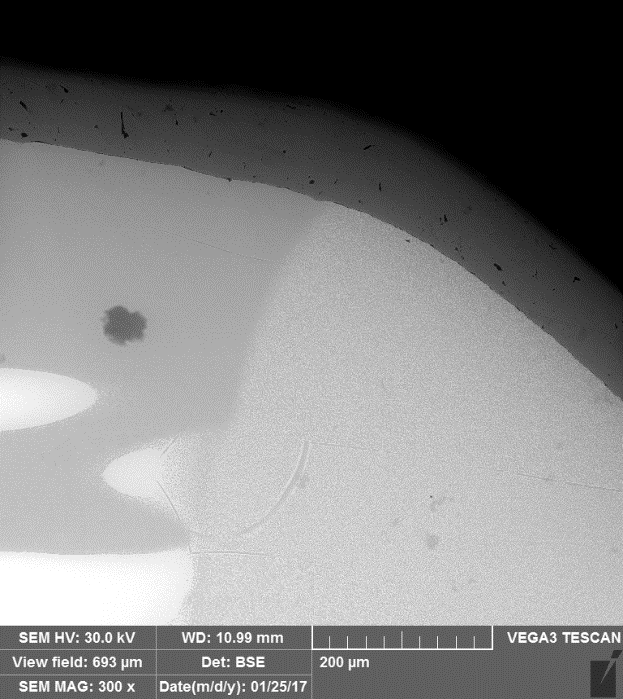 SEM HV: 30.0 kV WD: 10.99 mm VEGA3 TESCAN
View field: 693 µm Det: BSE 200 µm
SEM MAG: 300 x Date(m/d/y): 01/25/17